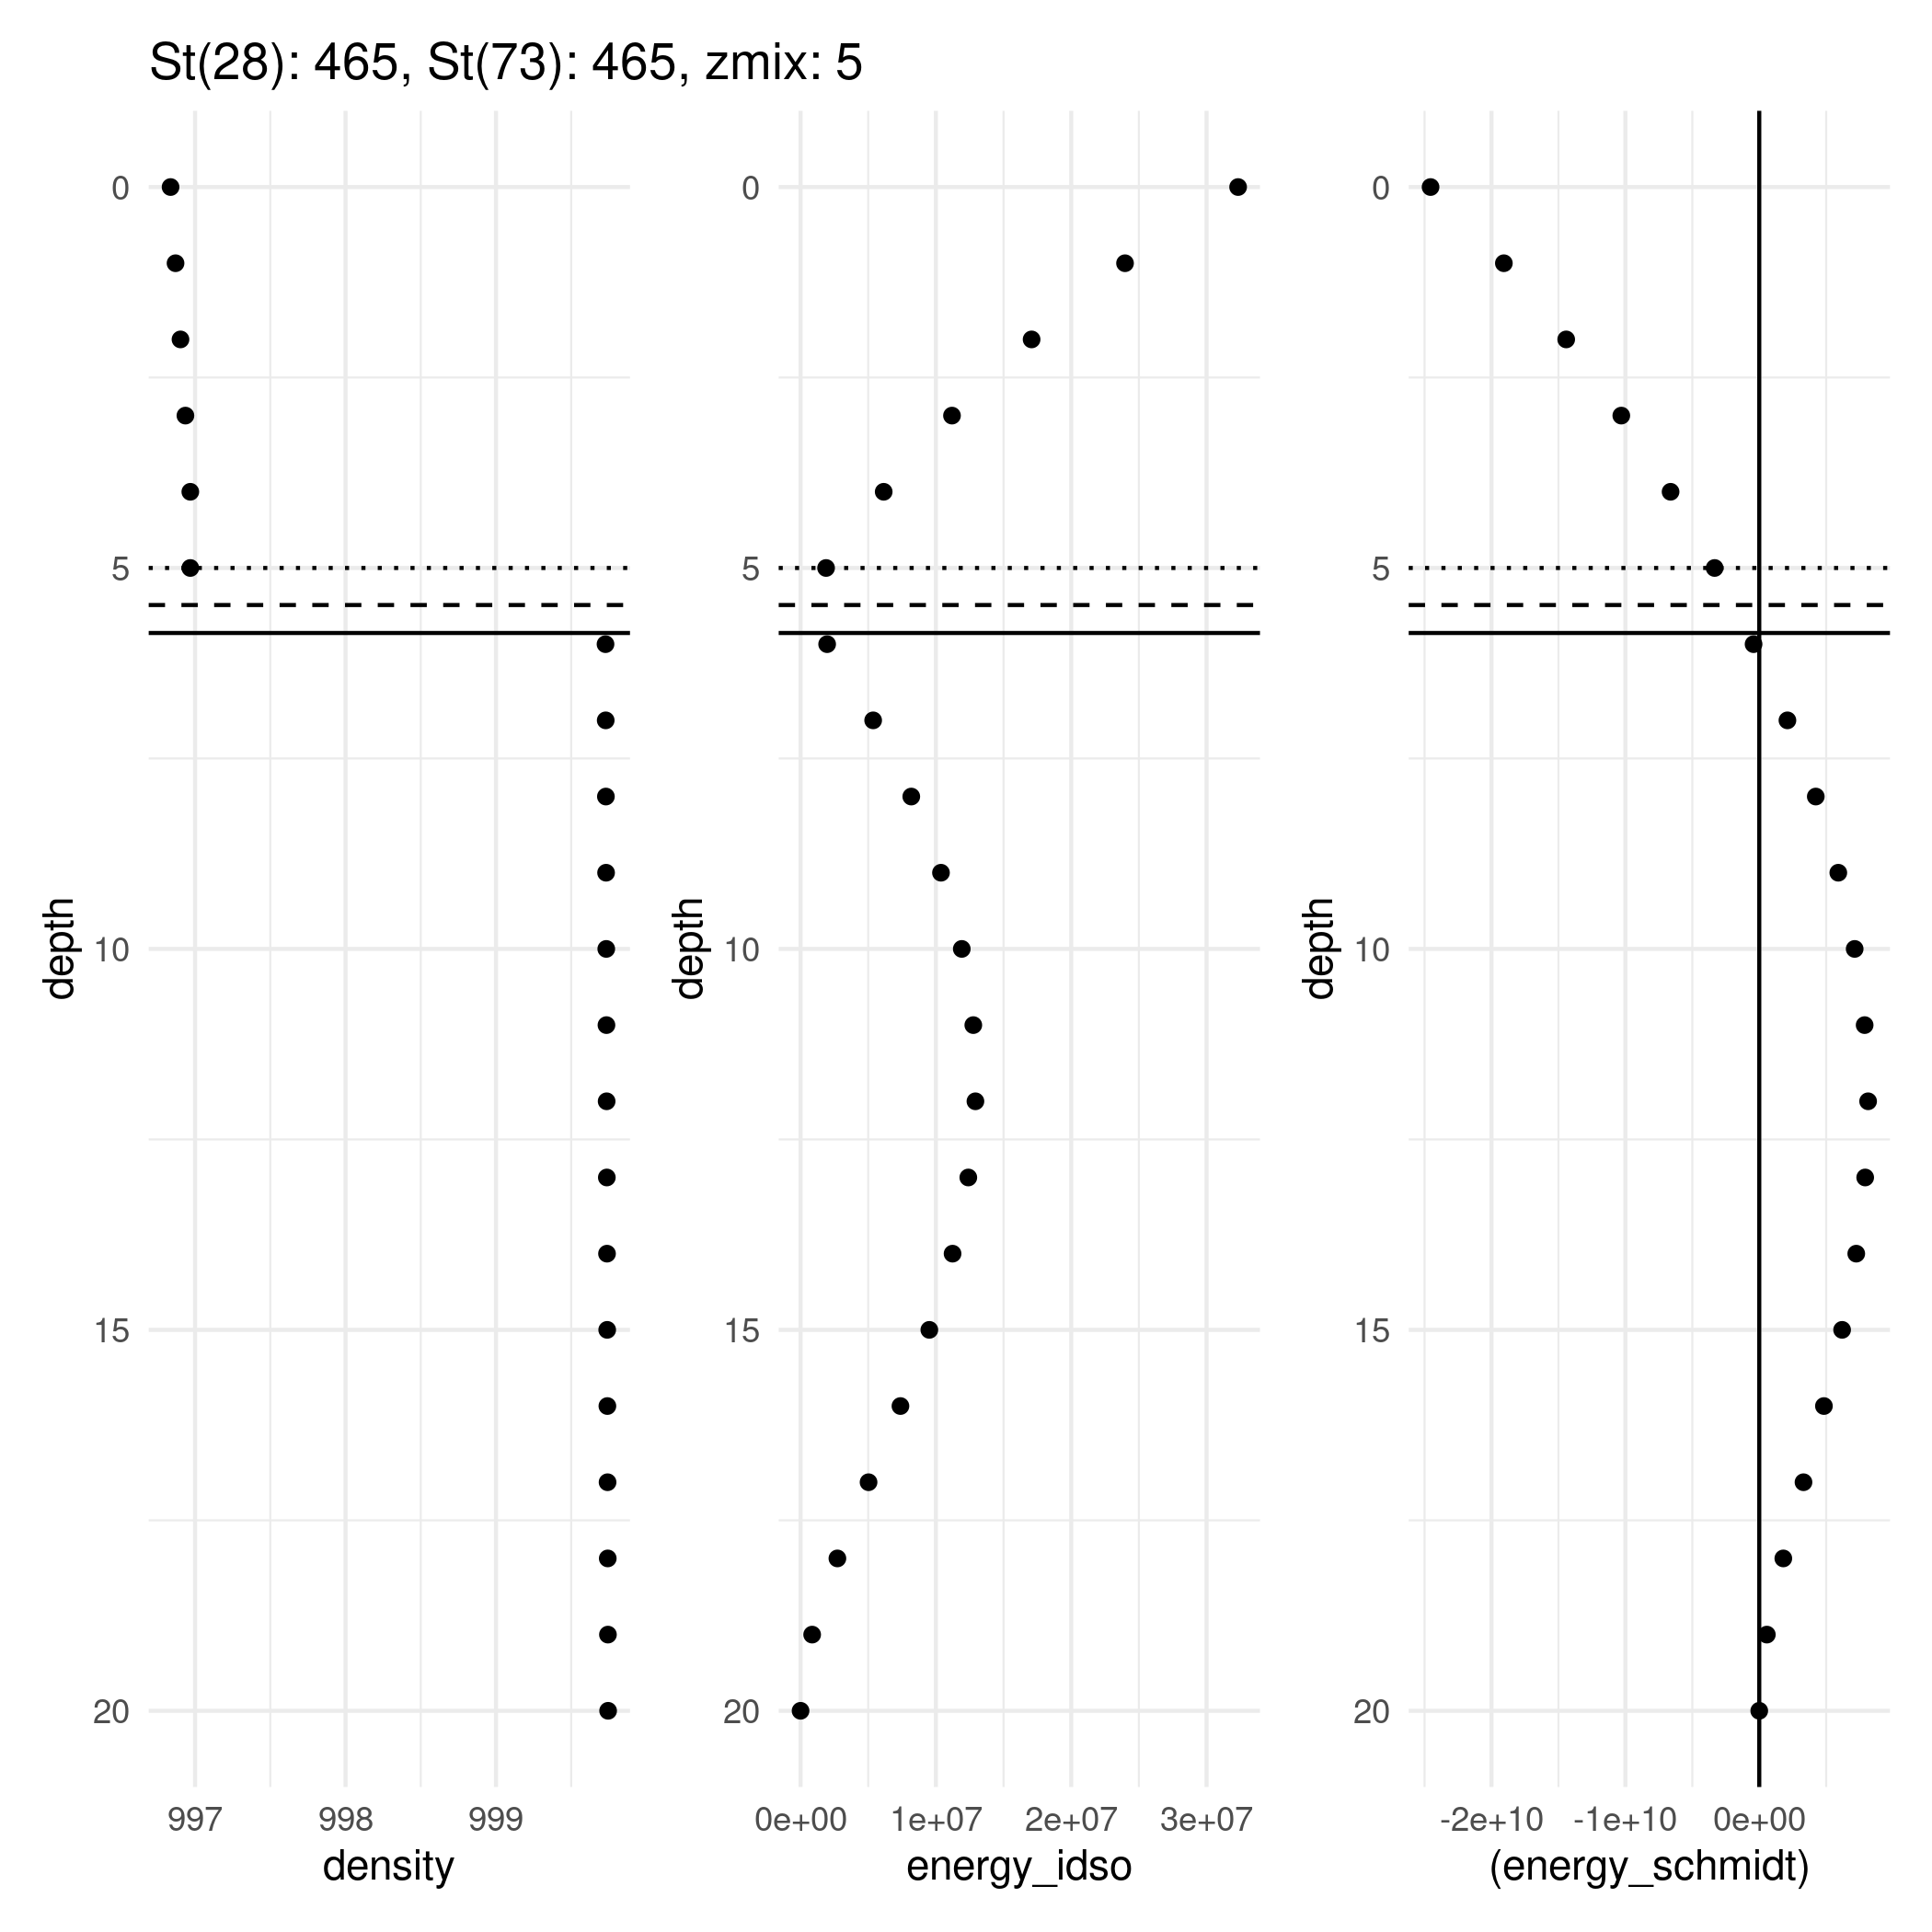 St(28): 465, St(73): 465, zmix: 5
0
5
10
15
20
depth
997 998 999
density
0
5
10
15
20
depth
0e+00 1e+07 2e+07 3e+07
energy_idso
0
5
10
15
20
depth
-2e+10 -1e+10 0e+00
(energy_schmidt)